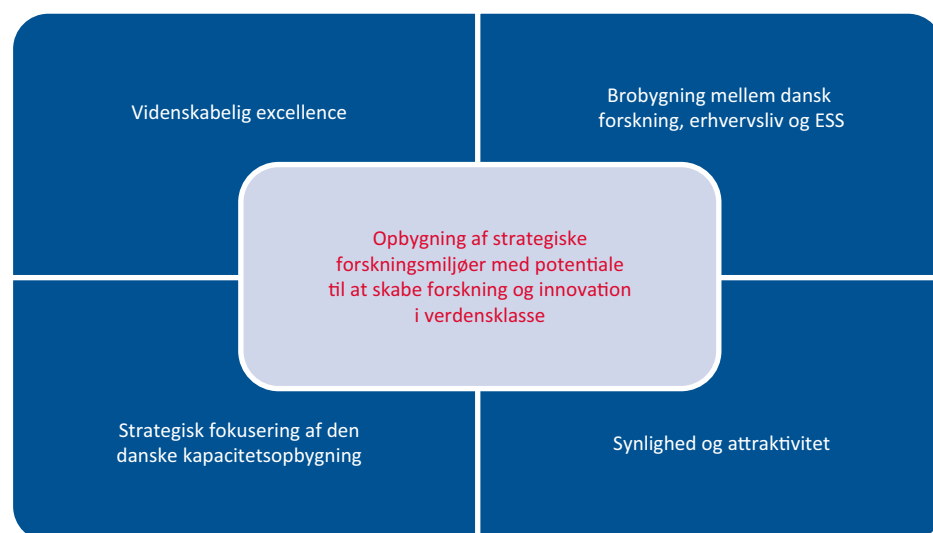 Videnskabelig excellence
Brobygning mellem dansk
forskning, erhvervsliv og ESS
Opbygning af strategiske
forskningsmiljøer med potentiale
til at skabe forskning og innovation
i verdensklasse
Strategisk fokusering af den
danske kapacitetsopbygning
Synlighed og attraktivitet